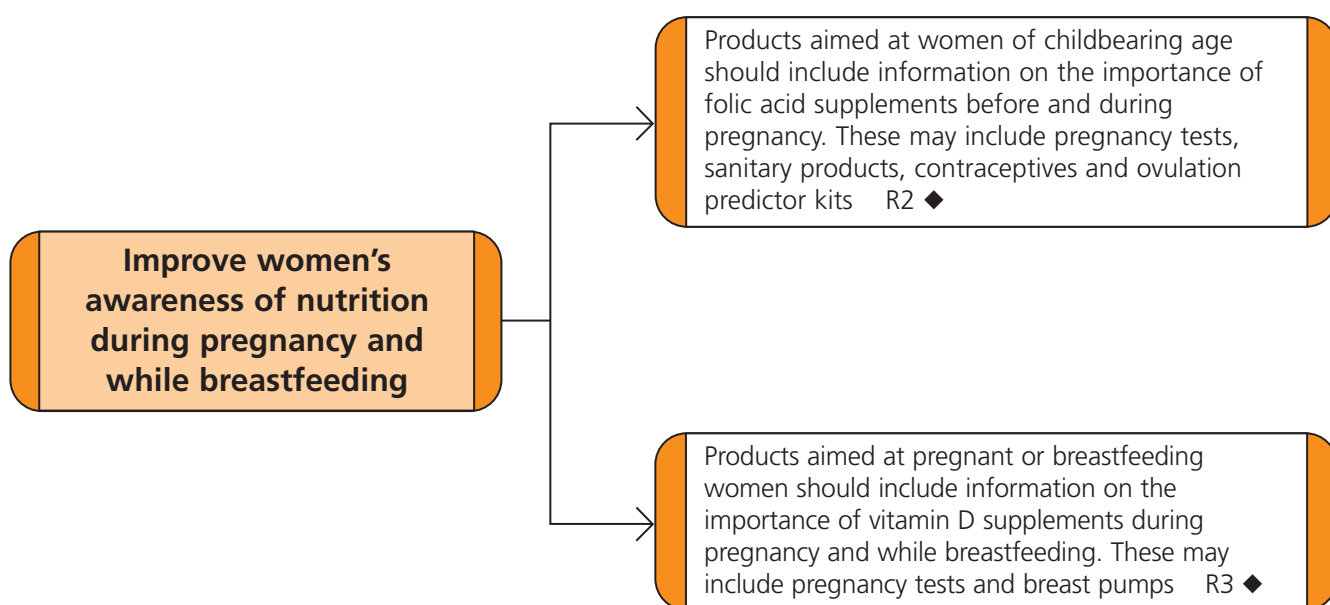 Products aimed at women of childbearing age
should include information on the importance of
folic acid supplements before and during
pregnancy. These may include pregnancy tests,
sanitary products, contraceptives and ovulation
predictor kits R2 ◆
Improve women’s
awareness of nutrition
during pregnancy and
while breastfeeding
Products aimed at pregnant or breastfeeding
women should include information on the
importance of vitamin D supplements during
pregnancy and while breastfeeding. These may
include pregnancy tests and breast pumps R3 ◆